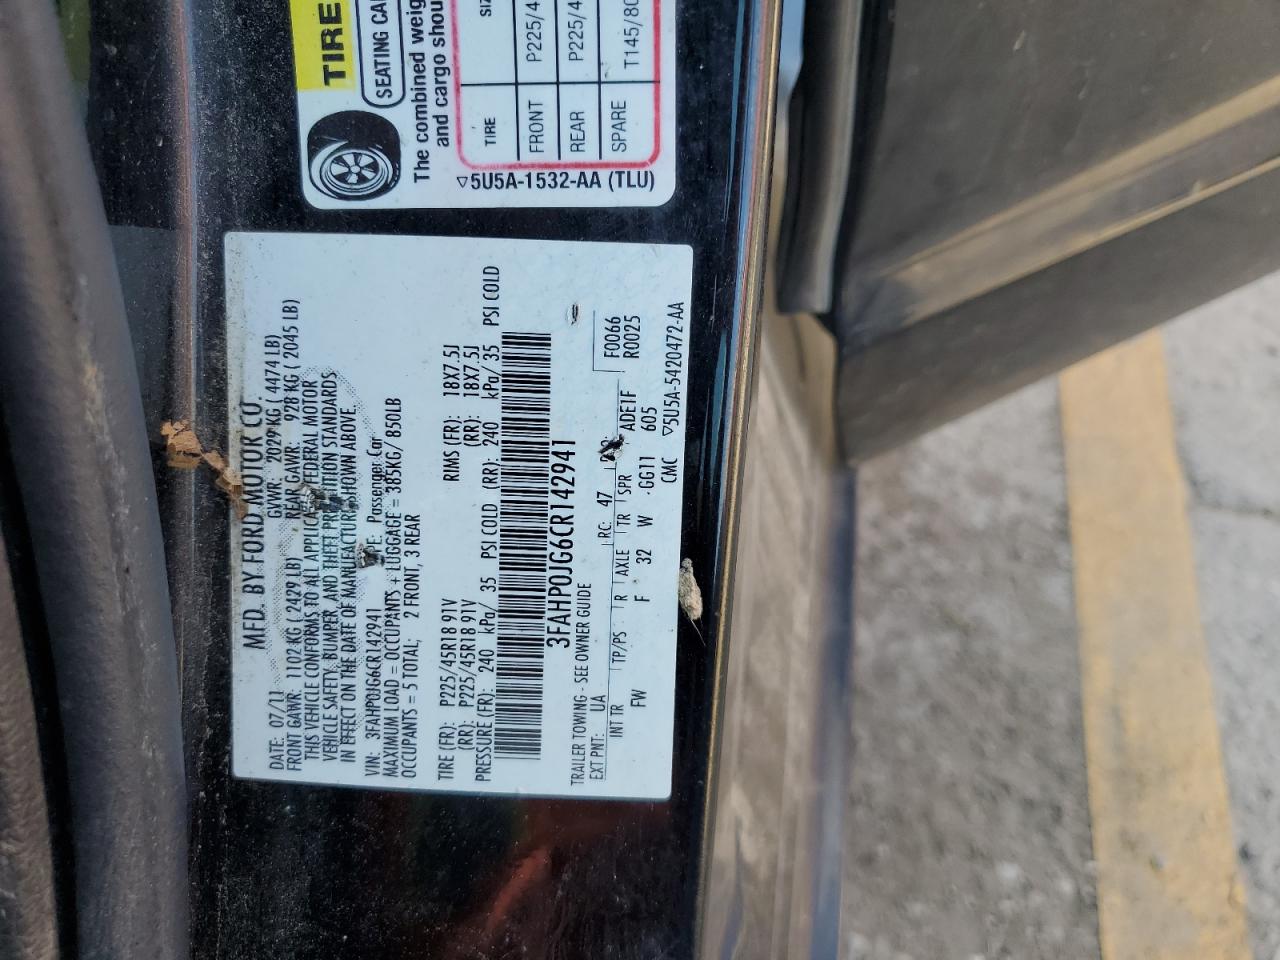 TIRE
SEATING CA
The combined weig
and cargo shou
TIRE
FRONT P225/4
REAR P225/4
SPARE T145/80
5U5A-1532-AA (TLU)
MFD. BY FORD MOTOR CO.
DATE: 07/11 GVWR: 2029 KG ( 4474 LB)
FRONT GAWR: 1102 KG ( 2429 LB) REAR GAWR: 928 KG ( 2045 LB)
THIS VEHICLE CONFORMS TO ALL FEDERAL MOTOR
VEHICLE SAFETY, BUMPER, AND THEFT PREVENTION STANDARDS
IN EFFECT ON THE DATE OF MANUFACTURE SHOWN ABOVE.
VIN: 3FAHP0JG6CR142941 Passenger Car
MAXIMUM LOAD = OCCUPANTS + LUGGAGE = 385KG/ 850LB
OCCUPANTS = 5 TOTAL; 2 FRONT, 3 REAR
TIRE (FR): P225/45R18 91V RIMS (FR): 18X7.5J
(RR): P225/45R18 91V (RR): 18X7.5J
PRESSURE (FR): 240 kPa/ 35 PSI COLD (RR): 240 kPa/ 35 PSI COLD
3FAHP0JG6CR142941
TRAILER TOWING - SEE OWNER GUIDE
EXT PNT: UA RC: 47 F0066
R0025
INT TR TP/PS R AXLE TR SPR ADE1F
FW F 32 W GG11 605
CMC 5U5A-5420472-AA